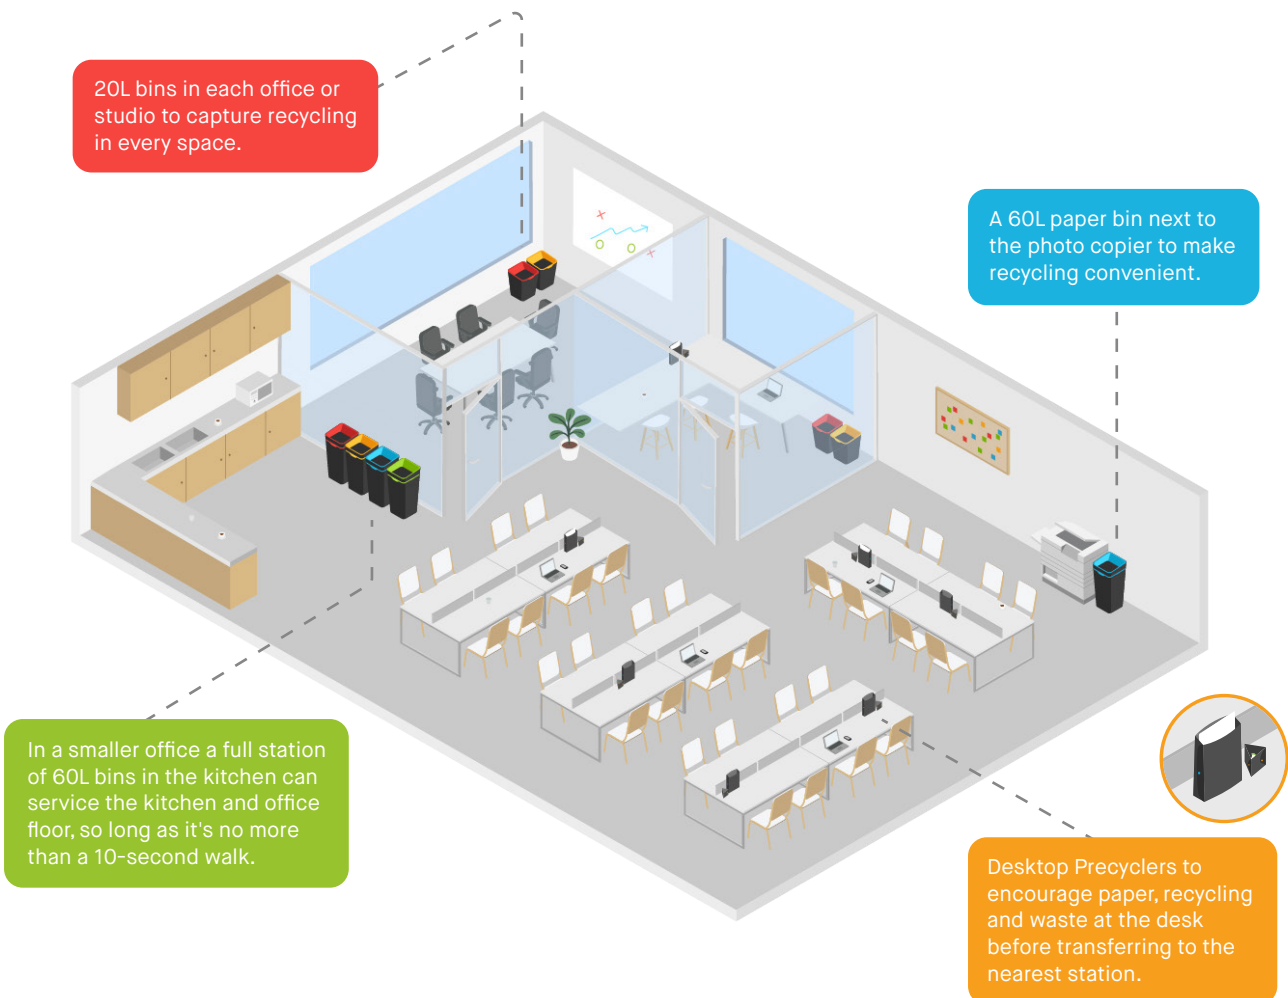 20L bins in each office or
studio to capture recycling
in every space.
A 60L paper bin next to
the photo copier to make
recycling convenient.
In a smaller office a full station
of 60L bins in the kitchen can
service the kitchen and office
floor, so long as it's no more
than a 10-second walk.
Desktop Precyclers to
encourage paper, recycling
and waste at the desk
before transferring to the
nearest station.